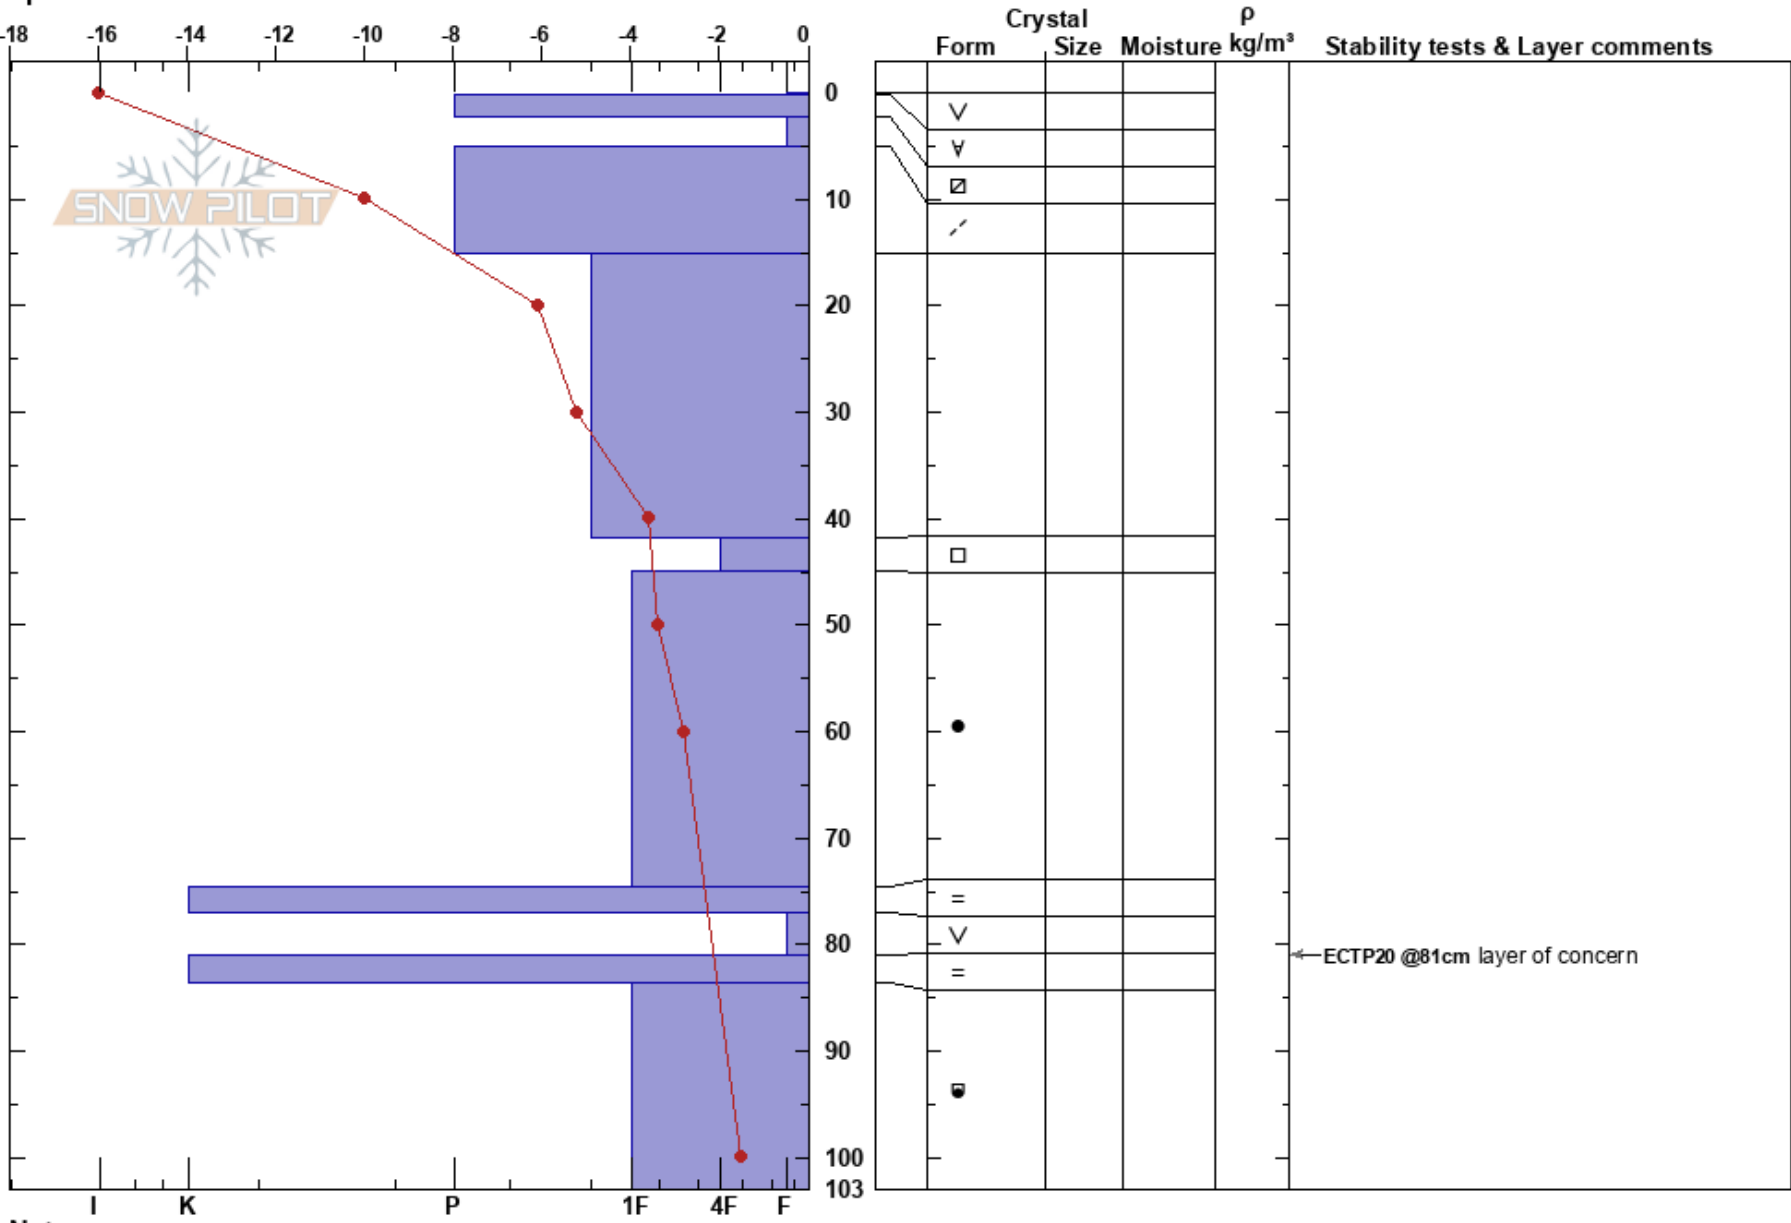 Crystal ρ
-18 -16 -14 -12 -10 -8 -6 -4 -2 0 Form Size Moisture kg/m³ Stability tests & Layer comments
0
SNOW PILOT 10
20
30
40
50
60
70
80
ECTP20 @81cm layer of concern
90
100
103
I K P 1F 4F F